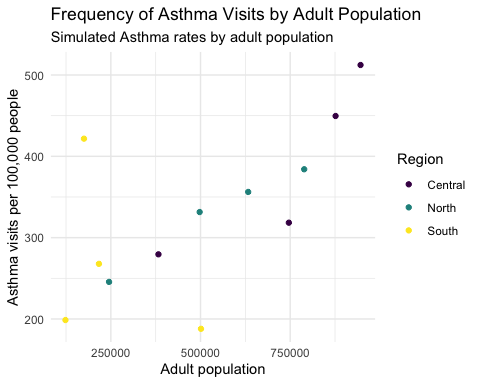 Frequency of Asthma Visits by Adult Population
Simulated Asthma rates by adult population
Asthma visits per 100,000 people
500
400
300
200
250000 500000 750000
Adult population
Region
Central
North
South